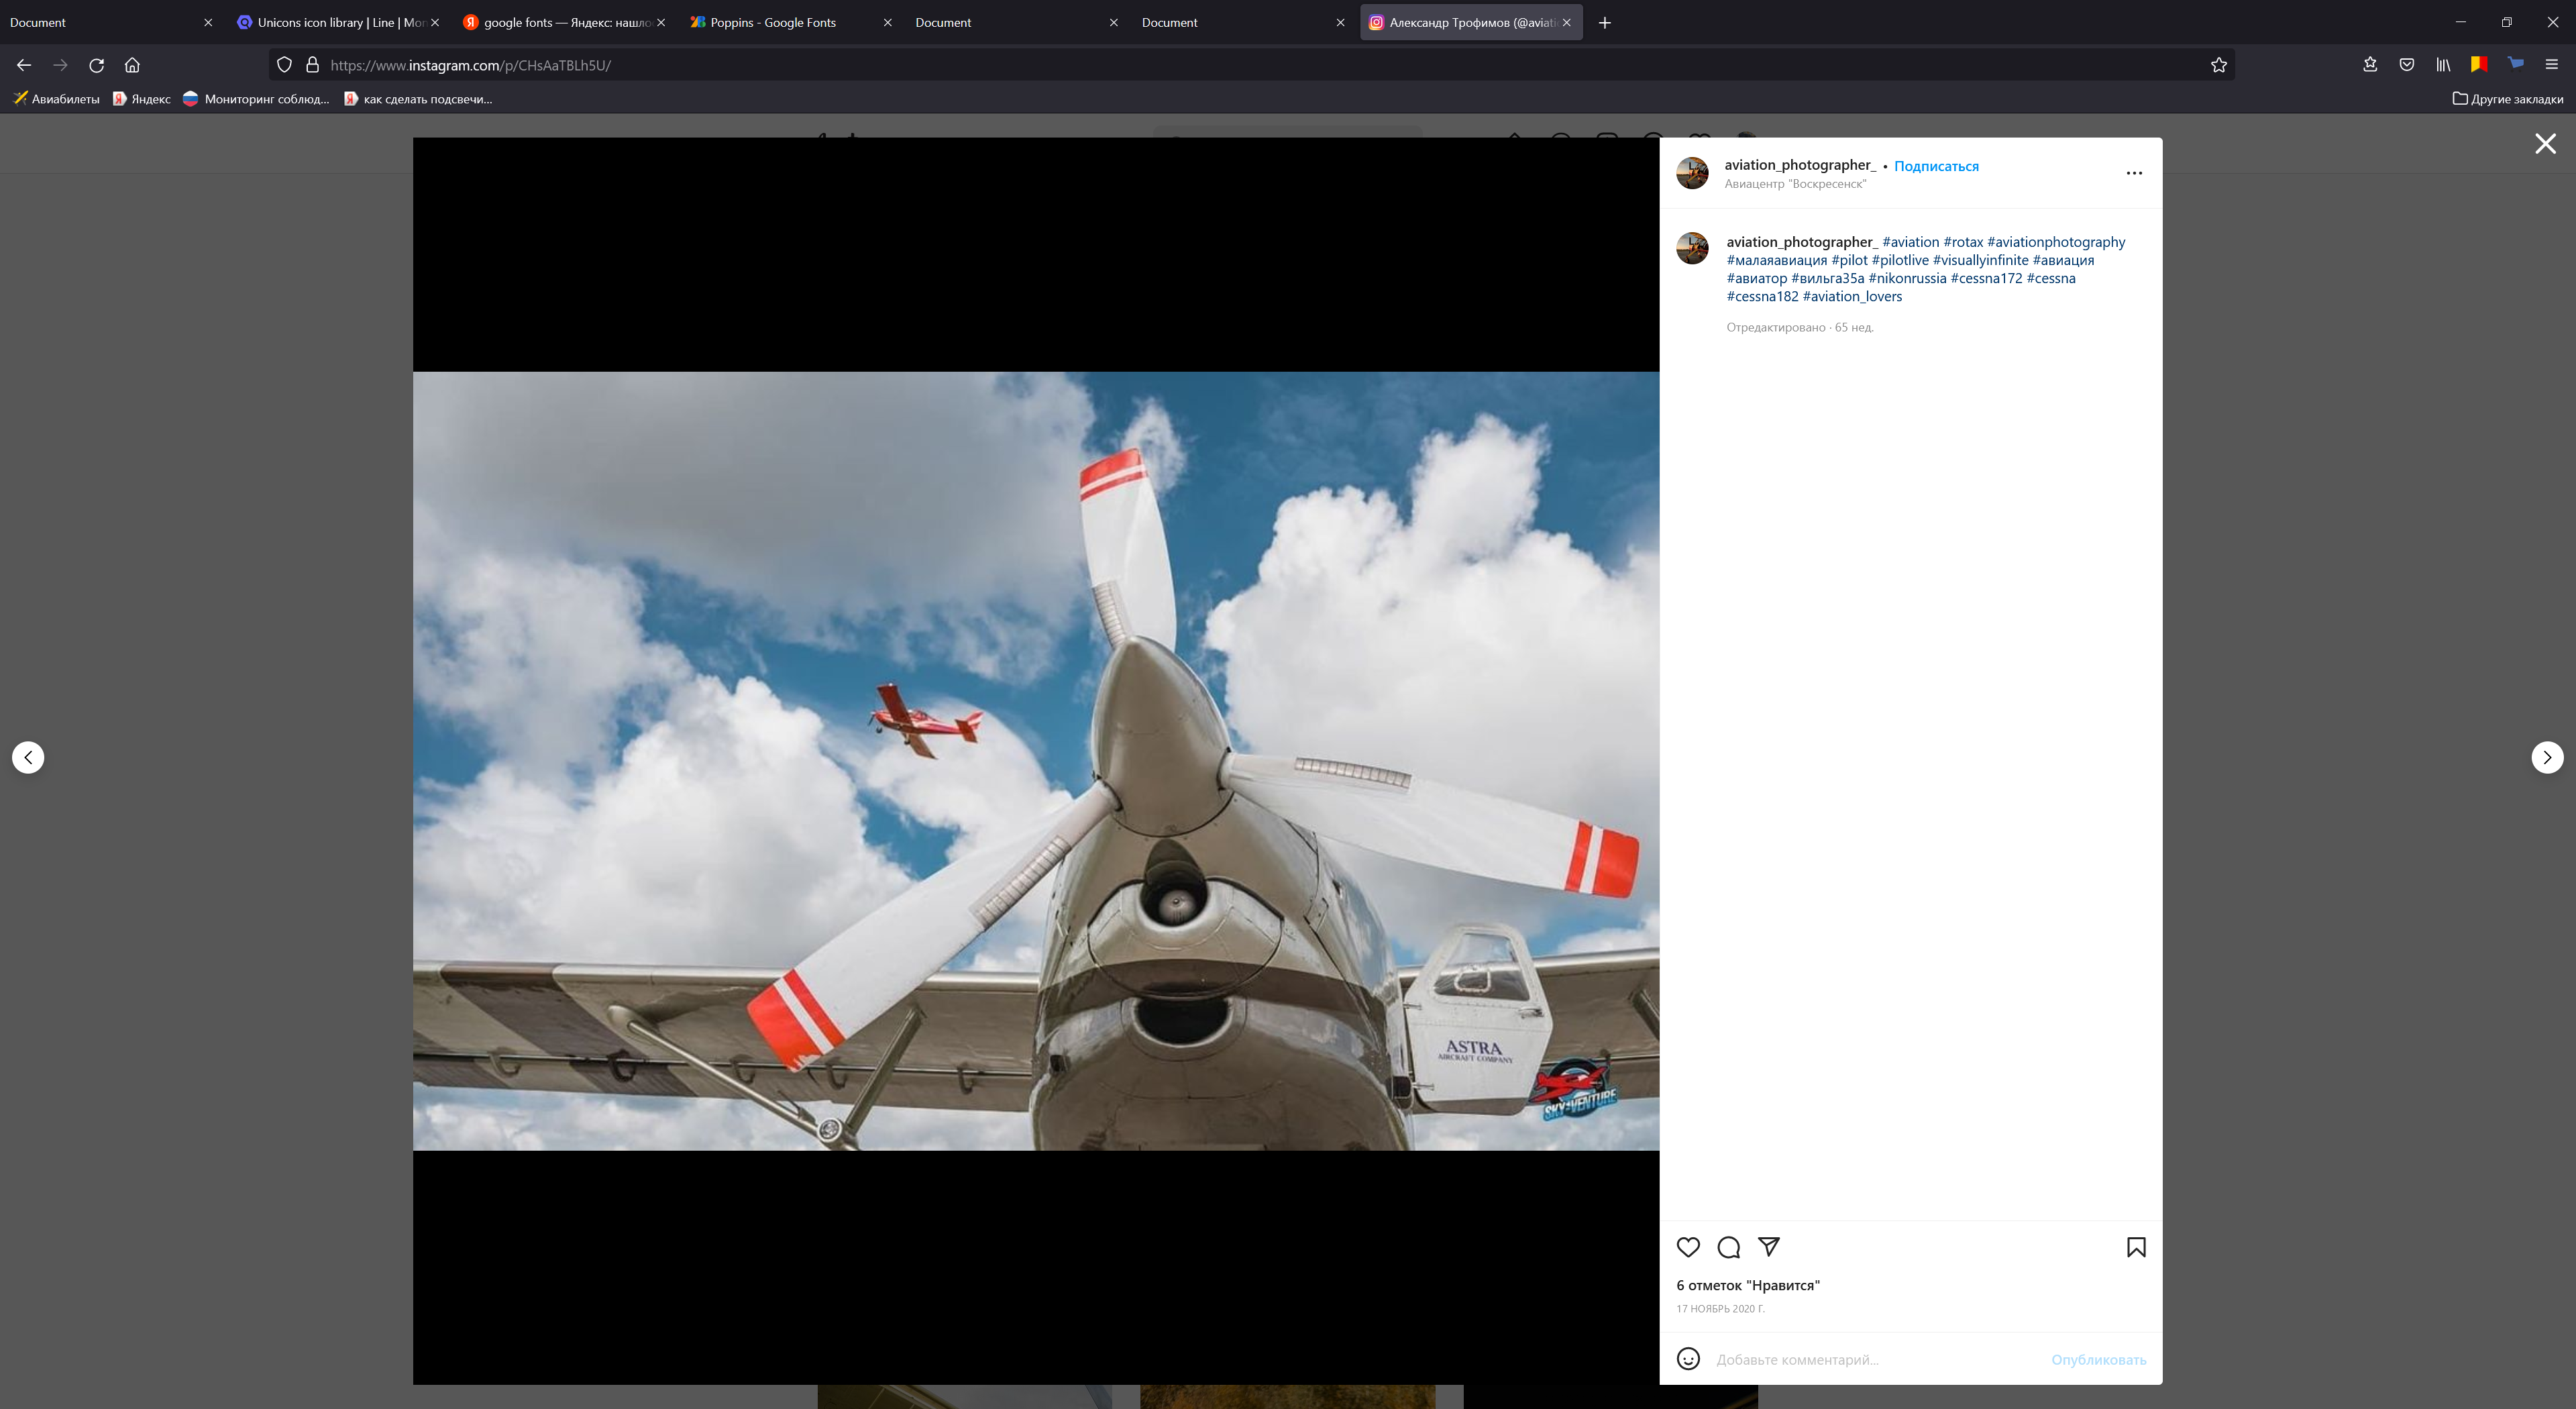 Document
Unicons icon library | Line | Mon
google fonts — Яндекс: нашло
Poppins - Google Fonts
Document
Document
Александр Трофимов (@aviati
https://www.instagram.com/p/CHsAaTBLh5U/
Авиабилеты
Яндекс
Мониторинг соблюд...
как сделать подсвечи...
Другие закладки
aviation_photographer_ • Подписаться
Авиацентр "Воскресенск"
aviation_photographer_ #aviation #rotax #aviationphotography
#малаяавиация #pilot #pilotlive #visuallyinfinite #авиация
#авиатор #вильга35а #nikonrussia #cessna172 #cessna
#cessna182 #aviation_lovers
Отредактировано · 65 нед.
ASTRA
AIRCRAFT COMPANY
SKY-VENTURE
6 отметок "Нравится"
17 НОЯБРЬ 2020 Г.
Добавьте комментарий...
Опубликовать